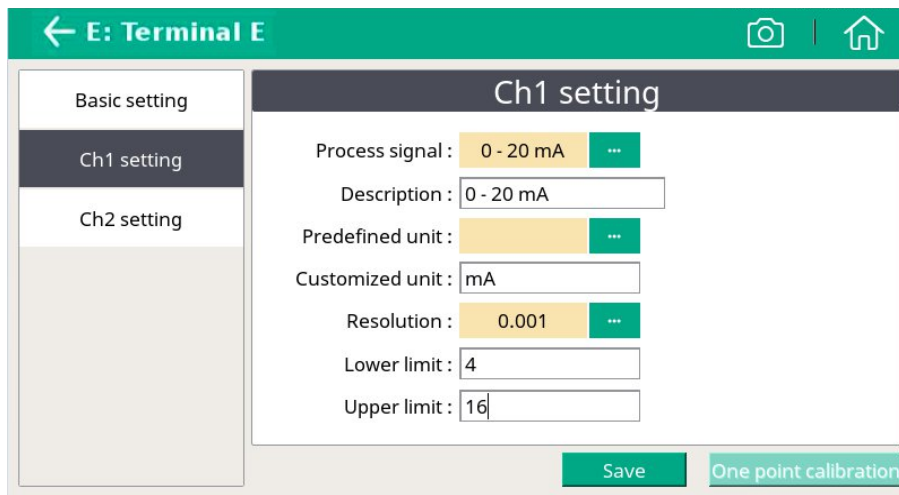 E: Terminal E
Basic setting
Ch1 setting
Ch2 setting
Ch1 setting
Process signal : 0 - 20 mA ...
Description : 0 - 20 mA
Predefined unit : ...
Customized unit : mA
Resolution : 0.001 ...
Lower limit : 4
Upper limit : 16
Save One point calibration